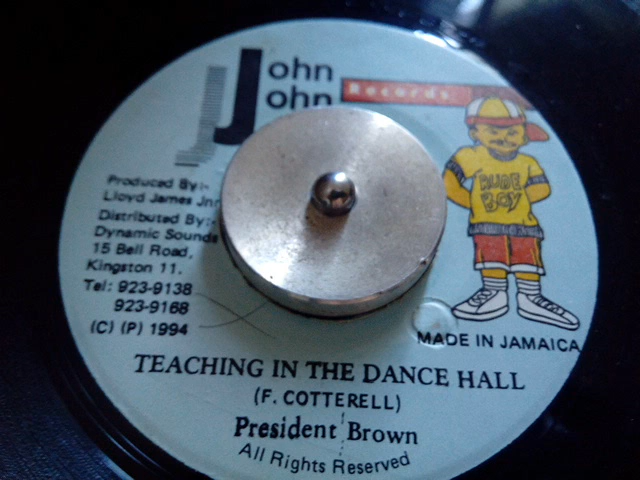 John
John
Records
RUDE
BOY
Produced By:-
Lloyd James Jnr
Distributed By:-
Dynamic Sounds
15 Bell Road,
Kingston 11.
Tel: 923-9138
923-9168
(C) (P) 1994
MADE IN JAMAICA
TEACHING IN THE DANCE HALL
(F. COTTERELL)
President Brown
All Rights Reserved